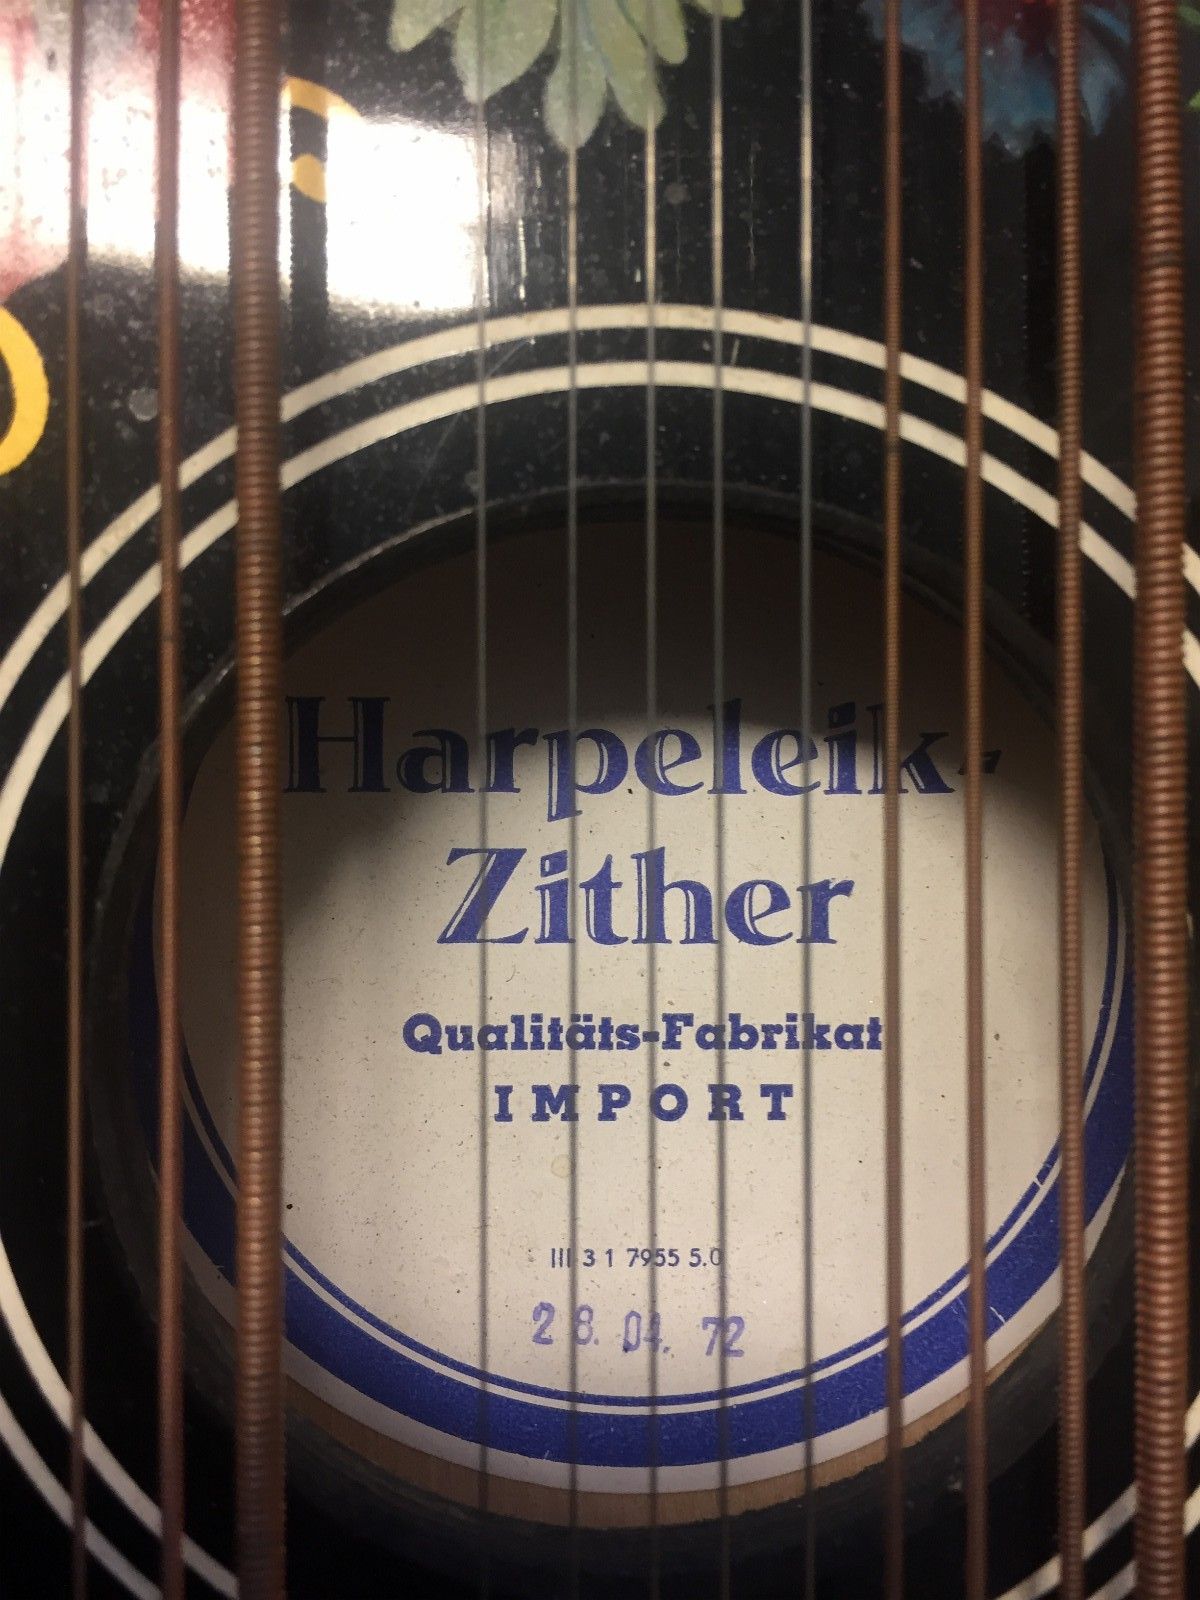 Harpeleik-
Zither
Qualitäts-Fabrikat
IMPORT
III 3 1 7955 5.0
28. 04. 72